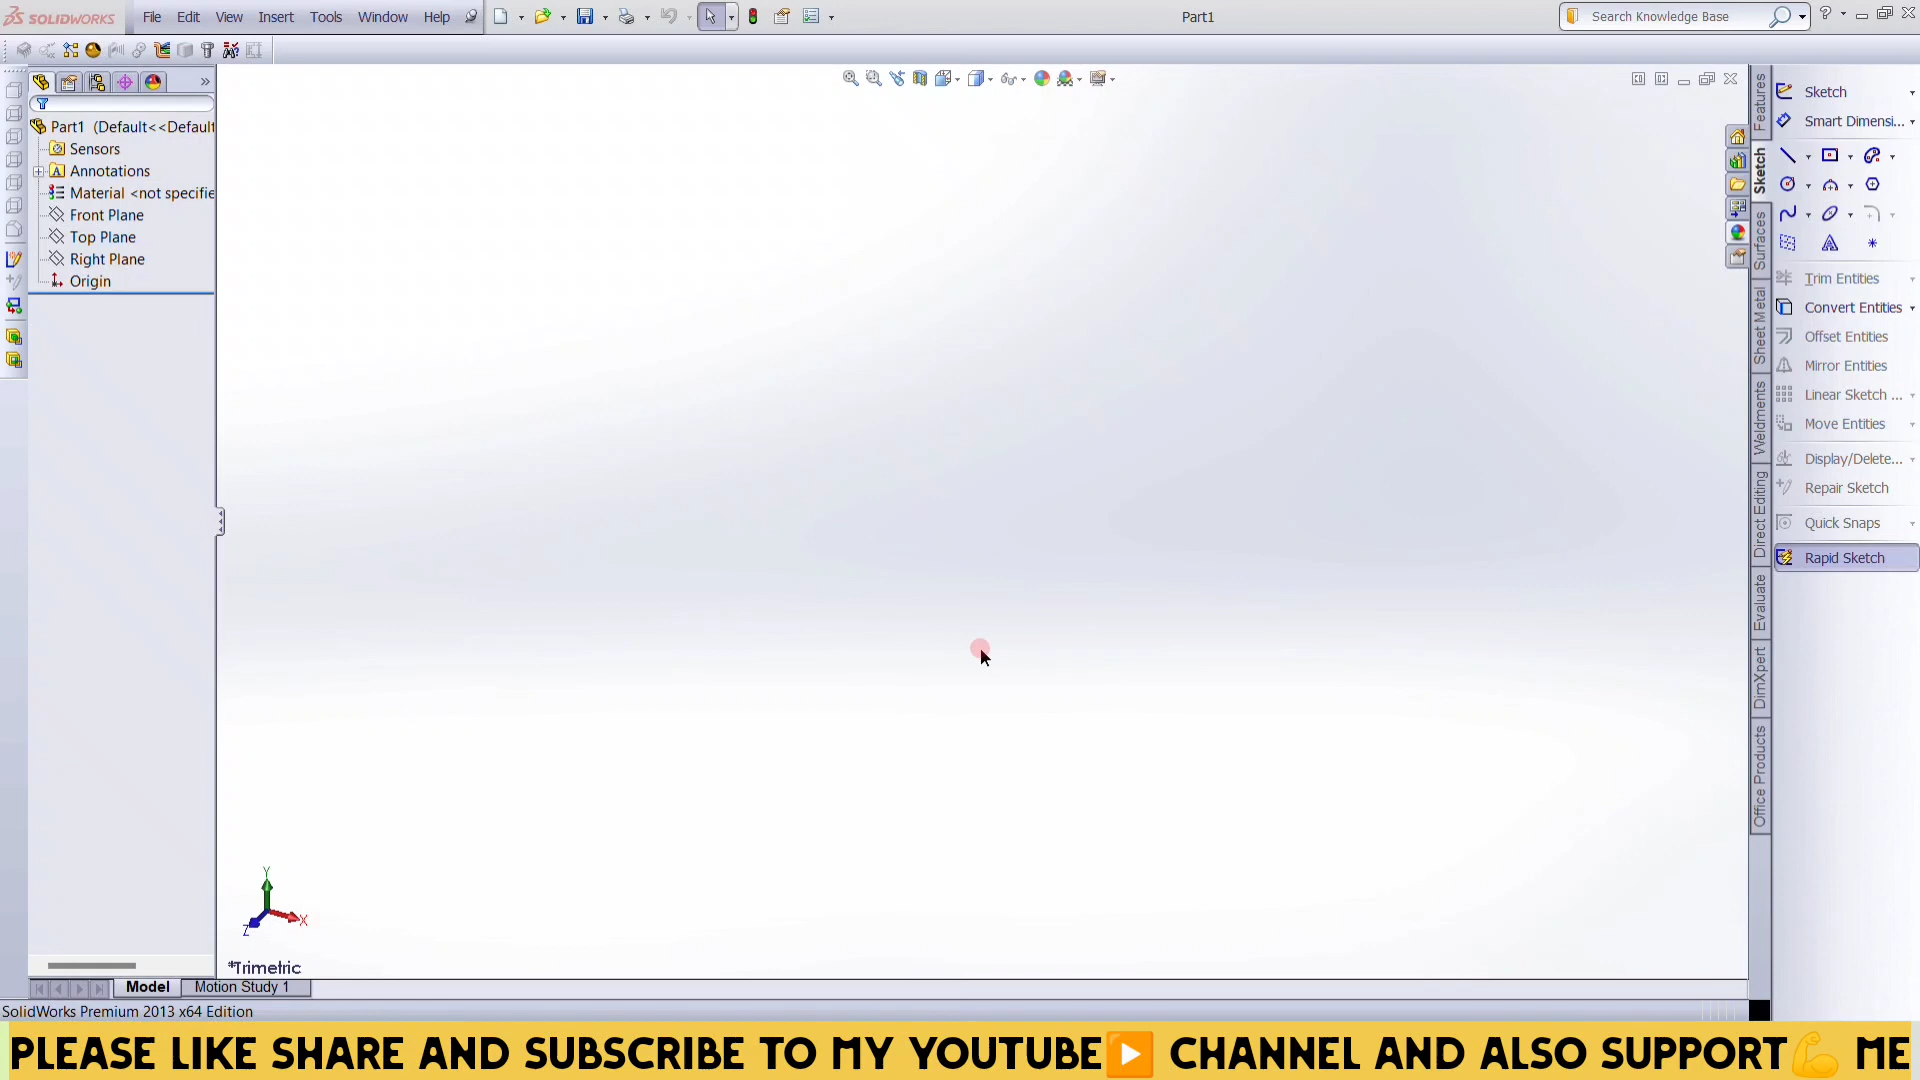 SOLIDWORKS File Edit View Insert Tools Window Help Part1 Search Knowledge Base ?
Part1 (Default<<Default
Sensors
Annotations
Material <not specifie
Front Plane
Top Plane
Right Plane
Origin
Y
X
Z
*Trimetric
Features
Sketch
Surfaces
Sheet Metal
Weldments
Direct Editing
Evaluate
DimXpert
Office Products
Sketch
Smart Dimensi...
Trim Entities
Convert Entities
Offset Entities
Mirror Entities
Linear Sketch ...
Move Entities
Display/Delete...
Repair Sketch
Quick Snaps
Rapid Sketch
Model Motion Study 1
SolidWorks Premium 2013 x64 Edition
PLEASE LIKE SHARE AND SUBSCRIBE TO MY YOUTUBE▶️ CHANNEL AND ALSO SUPPORT💪 ME